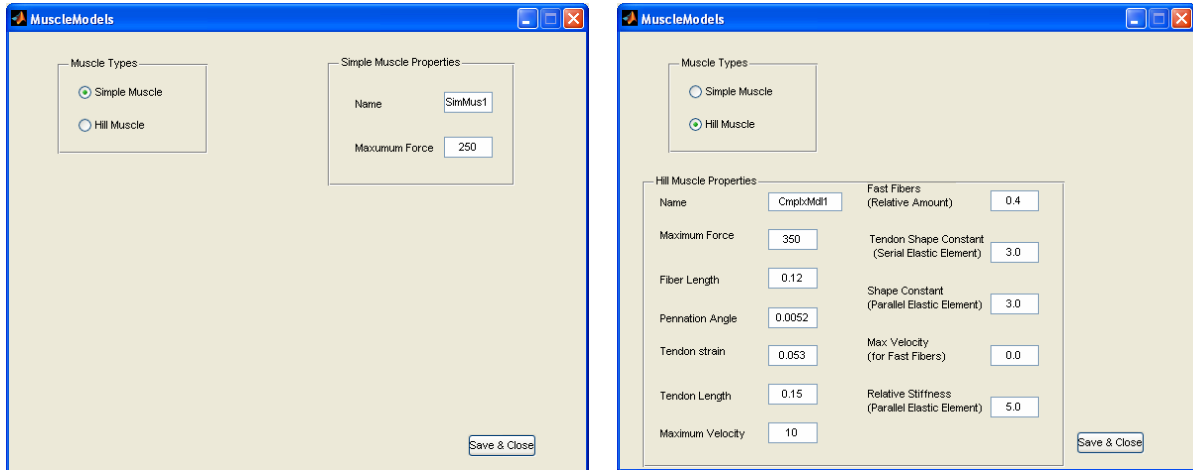 MuscleModels
Muscle Types
Simple Muscle
Hill Muscle
Simple Muscle Properties
Name
SimMus1
Maxumum Force
250
Save & Close
MuscleModels
Muscle Types
Simple Muscle
Hill Muscle
Hill Muscle Properties
Name
CmplxMdl1
Maximum Force
350
Fiber Length
0.12
Pennation Angle
0.0052
Tendon strain
0.053
Tendon Length
0.15
Maximum Velocity
10
Fast Fibers
(Relative Amount)
0.4
Tendon Shape Constant
(Serial Elastic Element)
3.0
Shape Constant
(Parallel Elastic Element)
3.0
Max Velocity
(for Fast Fibers)
0.0
Relative Stiffness
(Parallel Elastic Element)
5.0
Save & Close